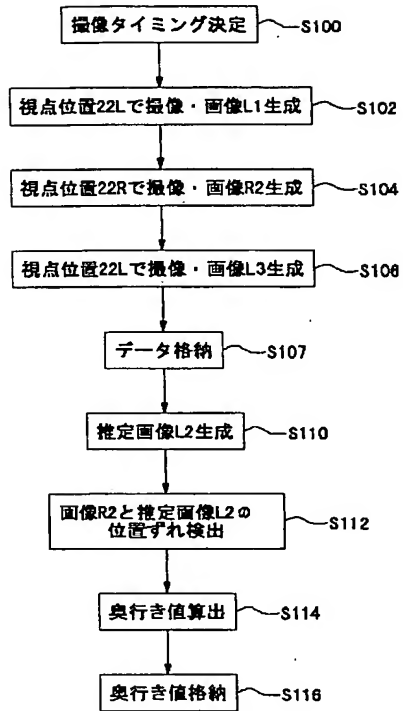 撮像タイミング決定 S100
視点位置22Lで撮像・画像L1生成 S102
視点位置22Rで撮像・画像R2生成 S104
視点位置22Lで撮像・画像L3生成 S106
データ格納 S107
推定画像L2生成 S110
画像R2と推定画像L2の
位置ずれ検出 S112
奥行き値算出 S114
奥行き値格納 S116